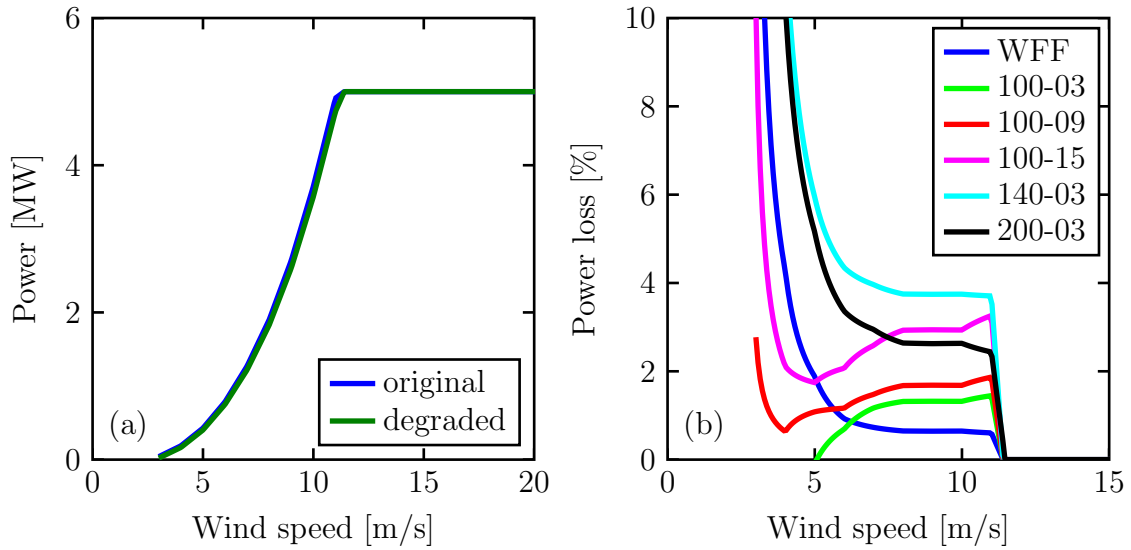 6
4
2
0
Power [MW]
(a)
original
degraded
0 5 10 15 20
Wind speed [m/s]
10
8
6
4
2
0
Power loss [%]
WFF
100-03
100-09
100-15
140-03
200-03
(b)
0 5 10 15
Wind speed [m/s]